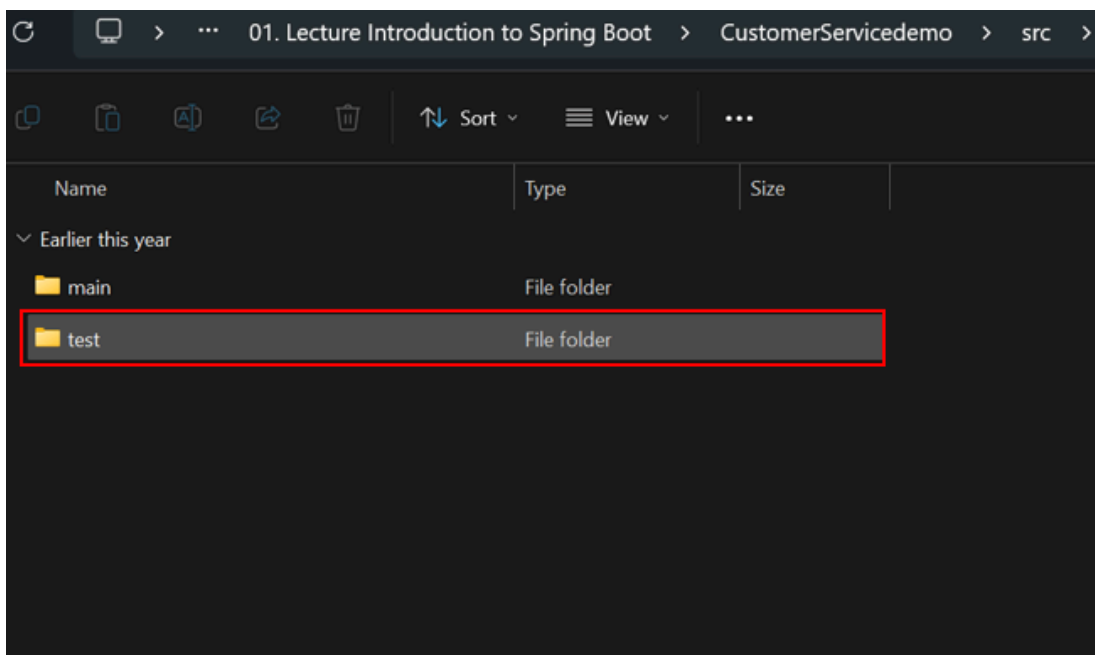 > ... 01. Lecture Introduction to Spring Boot > CustomerServicedemo > src >
Sort View ...
Name Type Size
Earlier this year
main File folder
test File folder